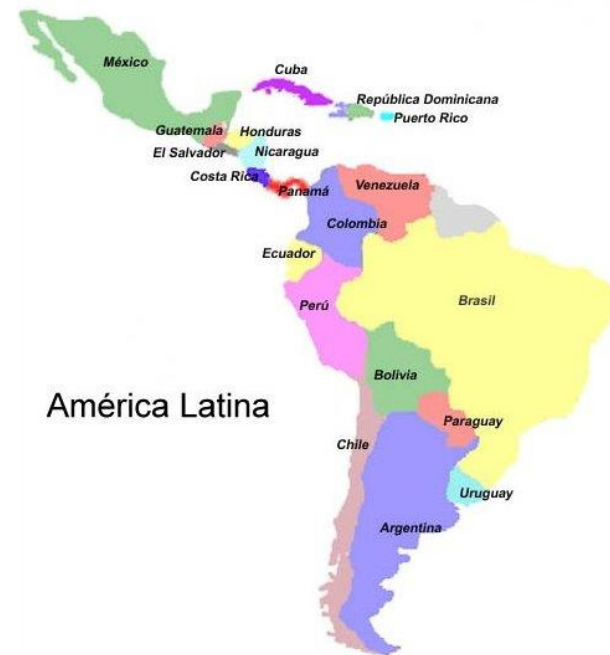 México
Cuba
República Dominicana
Puerto Rico
Guatemala
Honduras
El Salvador
Nicaragua
Costa Rica
Panamá
Venezuela
Colombia
Ecuador
Brasil
Perú
Bolivia
América Latina
Paraguay
Chile
Uruguay
Argentina